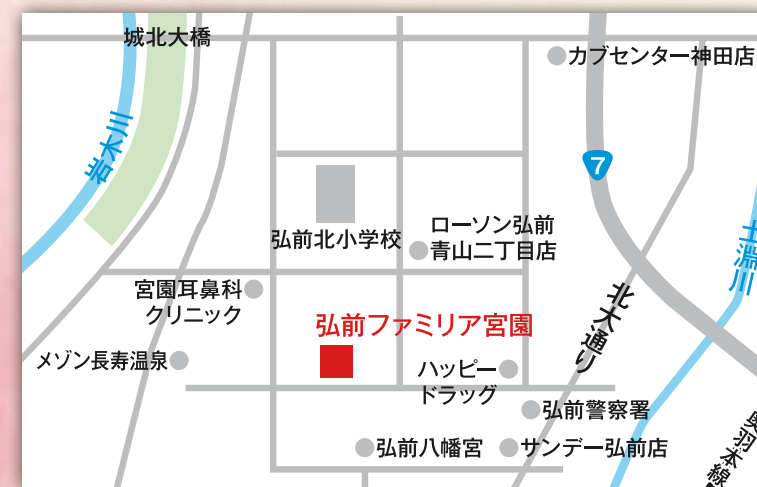 城北大橋
カブセンター神田店
岩木川
7
ローソン弘前
青山二丁目店
弘前北小学校
土淵川
宮園耳鼻科
クリニック
北大通り
弘前ファミリア宮園
メゾン長寿温泉
ハッピー
ドラッグ
弘前警察署
弘前八幡宮
サンデー弘前店
奥羽本線